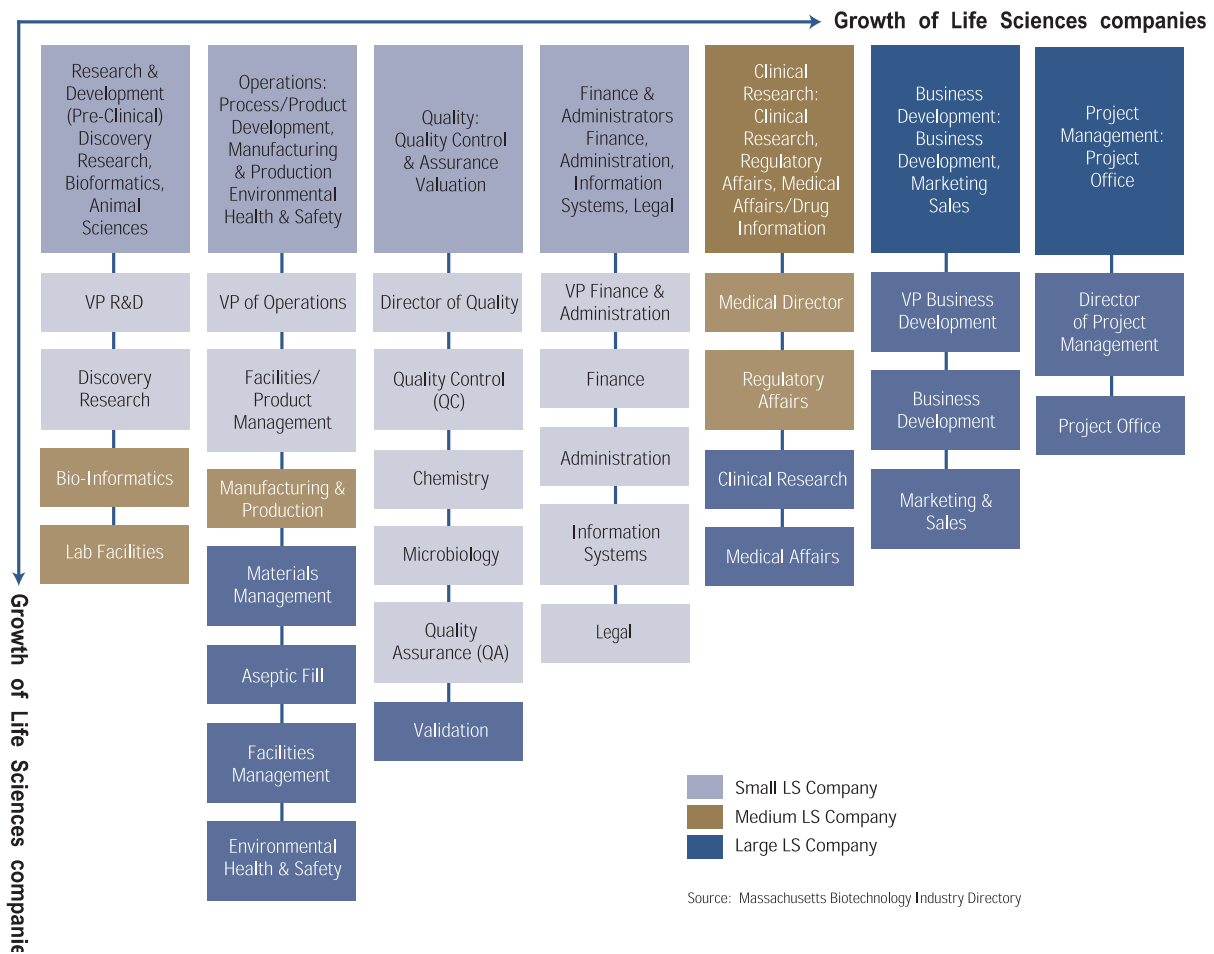 Growth of Life Sciences companies
Research &
Development
(Pre-Clinical)
Discovery
Research,
Bioformatics,
Animal
Sciences
VP R&D
Discovery
Research
Bio-Informatics
Lab Facilities
Operations:
Process/Product
Development,
Manufacturing
& Production
Environmental
Health & Safety
VP of Operations
Facilities/
Product
Management
Manufacturing &
Production
Materials
Management
Aseptic Fill
Facilities
Management
Environmental
Health & Safety
Quality:
Quality Control
& Assurance
Valuation
Director of Quality
Quality Control
(QC)
Chemistry
Microbiology
Quality
Assurance (QA)
Validation
Finance &
Administrators
Finance,
Administration,
Information
Systems, Legal
VP Finance &
Administration
Finance
Administration
Information
Systems
Legal
Clinical
Research:
Clinical
Research,
Regulatory
Affairs, Medical
Affairs/Drug
Information
Medical Director
Regulatory
Affairs
Clinical Research
Medical Affairs
Business
Development:
Business
Development,
Marketing
Sales
VP Business
Development
Business
Development
Marketing &
Sales
Project
Management:
Project
Office
Director
of Project
Management
Project Office
Growth of Life Sciences companie
Small LS Company
Medium LS Company
Large LS Company
Source: Massachusetts Biotechnology Industry Directory